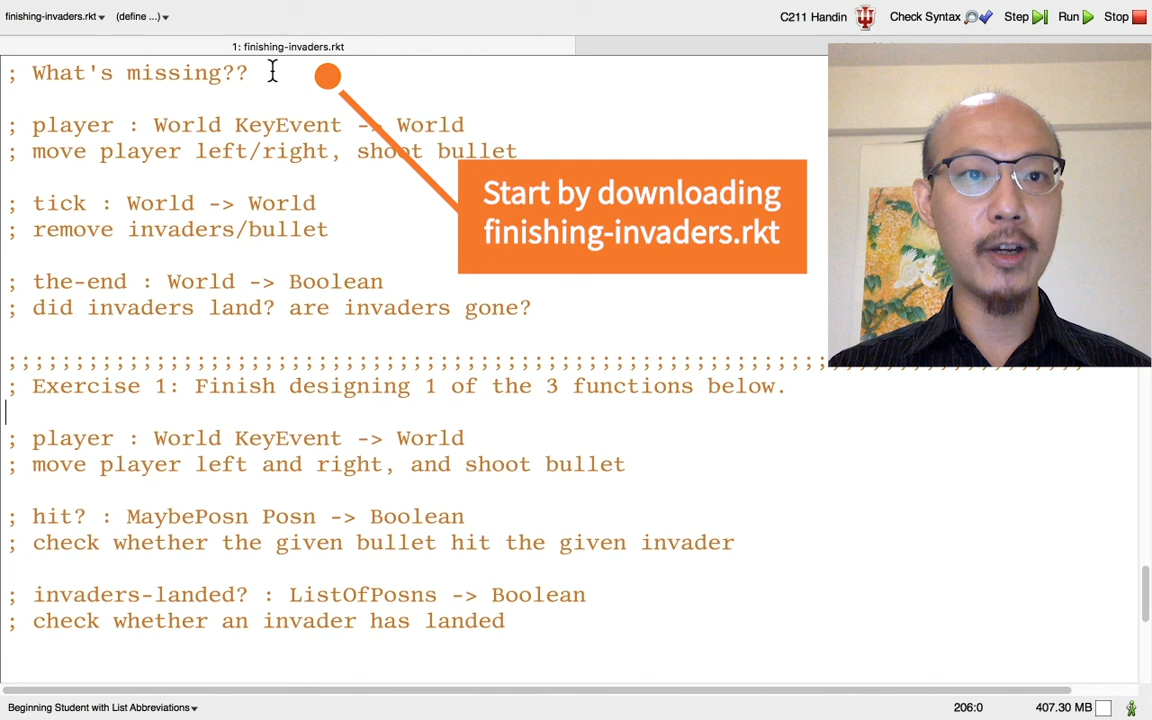 finishing-invaders.rkt (define ...)
C211 Handin Check Syntax Step Run Stop
1: finishing-invaders.rkt
; What's missing??
; player : World KeyEvent -> World
; move player left/right, shoot bullet
Start by downloading
finishing-invaders.rkt
; tick : World -> World
; remove invaders/bullet
; the-end : World -> Boolean
; did invaders land? are invaders gone?
;;;;;;;;;;;;;;;;;;;;;;;;;;;;;;;;;;;;;;;;;;;;;;;;;;;;;;;;;;;;;;;;;;;;;;;;;;;;;;;;
; Exercise 1: Finish designing 1 of the 3 functions below.
; player : World KeyEvent -> World
; move player left and right, and shoot bullet
; hit? : MaybePosn Posn -> Boolean
; check whether the given bullet hit the given invader
; invaders-landed? : ListOfPosns -> Boolean
; check whether an invader has landed
Beginning Student with List Abbreviations 206:0 407.30 MB